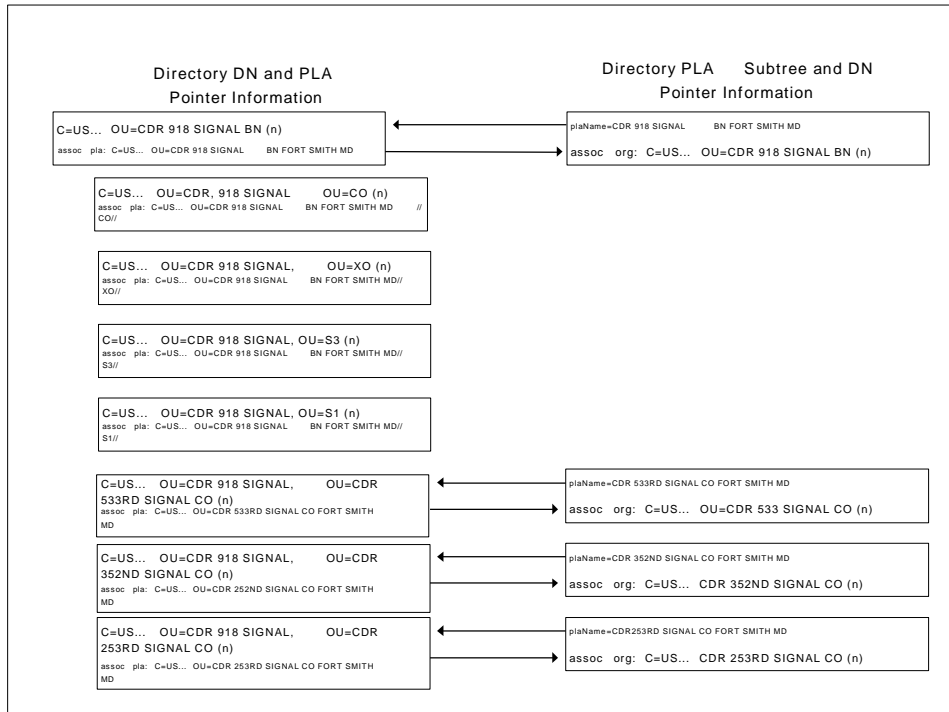 Directory DN and PLA
Pointer Information
Directory PLA Subtree and DN
Pointer Information
C=US... OU=CDR 918 SIGNAL BN (n)
assoc pla: C=US... OU=CDR 918 SIGNAL BN FORT SMITH MD
plaName=CDR 918 SIGNAL BN FORT SMITH MD
assoc org: C=US... OU=CDR 918 SIGNAL BN (n)
C=US... OU=CDR, 918 SIGNAL OU=CO (n)
assoc pla: C=US... OU=CDR 918 SIGNAL BN FORT SMITH MD //
CO//
C=US... OU=CDR 918 SIGNAL, OU=XO (n)
assoc pla: C=US... OU=CDR 918 SIGNAL BN FORT SMITH MD//
XO//
C=US... OU=CDR 918 SIGNAL, OU=S3 (n)
assoc pla: C=US... OU=CDR 918 SIGNAL BN FORT SMITH MD//
S3//
C=US... OU=CDR 918 SIGNAL, OU=S1 (n)
assoc pla: C=US... OU=CDR 918 SIGNAL BN FORT SMITH MD//
S1//
C=US... OU=CDR 918 SIGNAL, OU=CDR
533RD SIGNAL CO (n)
assoc pla: C=US... OU=CDR 533RD SIGNAL CO FORT SMITH
MD
plaName=CDR 533RD SIGNAL CO FORT SMITH MD
assoc org: C=US... OU=CDR 533 SIGNAL CO (n)
C=US... OU=CDR 918 SIGNAL, OU=CDR
352ND SIGNAL CO (n)
assoc pla: C=US... OU=CDR 252ND SIGNAL CO FORT SMITH
MD
plaName=CDR 352ND SIGNAL CO FORT SMITH MD
assoc org: C=US... CDR 352ND SIGNAL CO (n)
C=US... OU=CDR 918 SIGNAL, OU=CDR
253RD SIGNAL CO (n)
assoc pla: C=US... OU=CDR 253RD SIGNAL CO FORT SMITH
MD
plaName=CDR253RD SIGNAL CO FORT SMITH MD
assoc org: C=US... CDR 253RD SIGNAL CO (n)